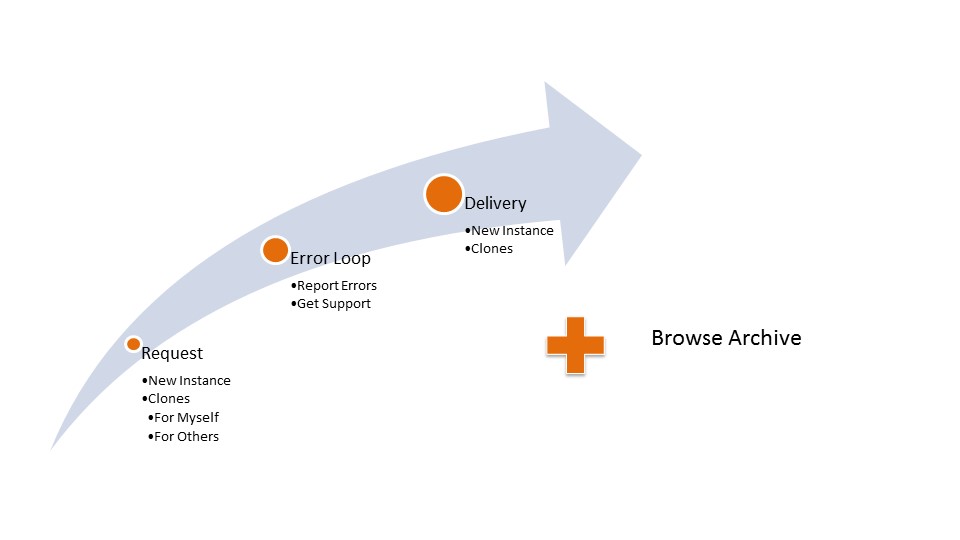 Delivery
•New Instance
•Clones
Error Loop
•Report Errors
•Get Support
Request
•New Instance
•Clones
•For Myself
•For Others
Browse Archive